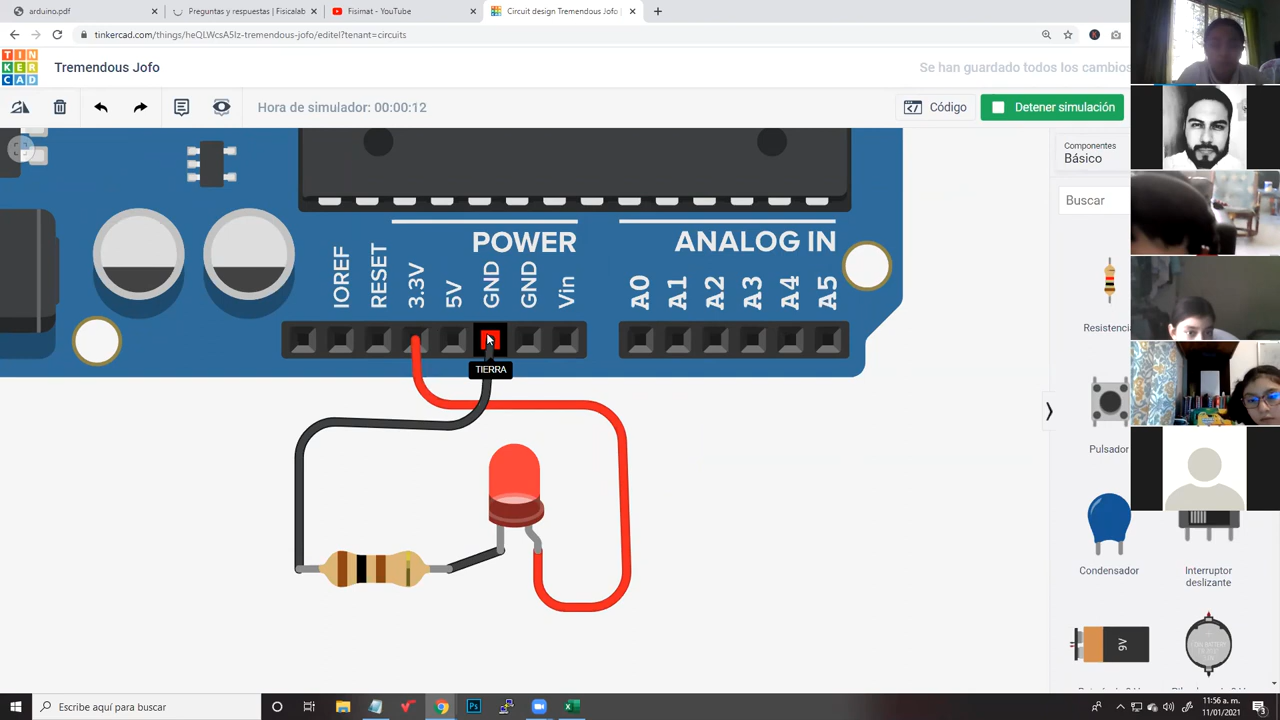 arduino.pdf
Preguntas y respuestas | Fisicalab
Fisimat - YouTube
Circuit design Tremendous Jofo |
tinkercad.com/things/heQLWcsA5Iz-tremendous-jofo/editel?tenant=circuits
TIN
KER
CAD
Tremendous Jofo
Se han guardado todos los cambios
Hora de simulador: 00:00:12
Código
Detener simulación
Componentes
Básico
Buscar
POWER
ANALOG IN
IOREF
RESET
3.3V
5V
GND
GND
Vin
A0
A1
A2
A3
A4
A5
TIERRA
Resistencia
Pulsador
Condensador
Interruptor
deslizante
9V
Escribe aquí para buscar
Ps
11:56 a. m.
11/01/2021
3